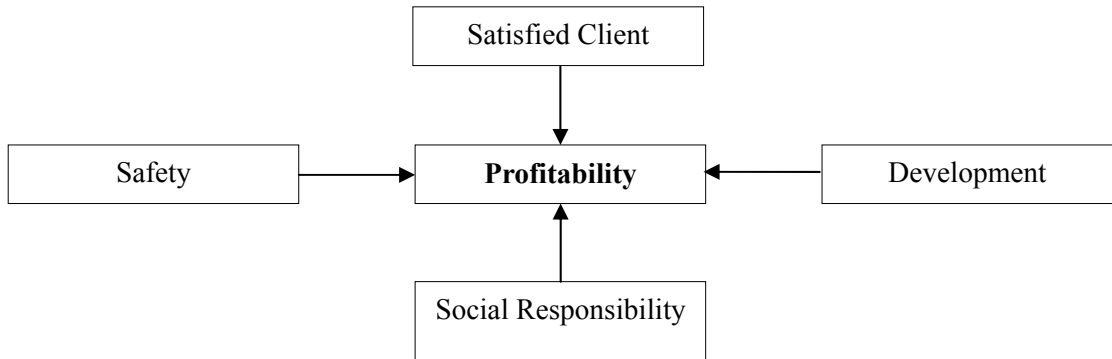 Satisfied Client
Safety
Profitability
Development
Social Responsibility